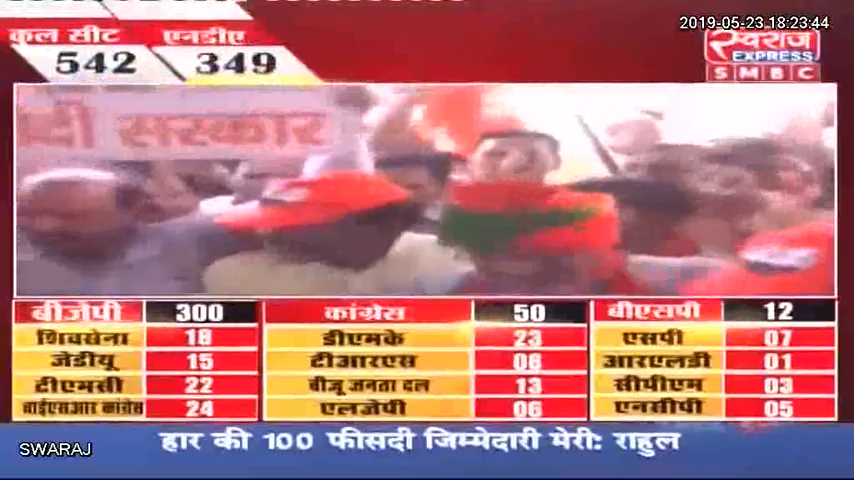 2019-05-23 18:23:44
कुल सीट एनडीए
542 349
स्वराज
EXPRESS
SMBC
सरकार
बीजेपी 300 कांग्रेस 50 बीएसपी 12
शिवसेना 18 डीएमके 23 एसपी 07
जेडीयू 15 टीआरएस 08 आरएलडी 01
टीएमसी 22 बीजू जनता दल 13 सीपीएम 03
वाईएसआर कांग्रेस 24 एलजेपी 06 एनसीपी 05
हार की 100 फीसदी जिम्मेदारी मेरी: राहुल
SWARAJ